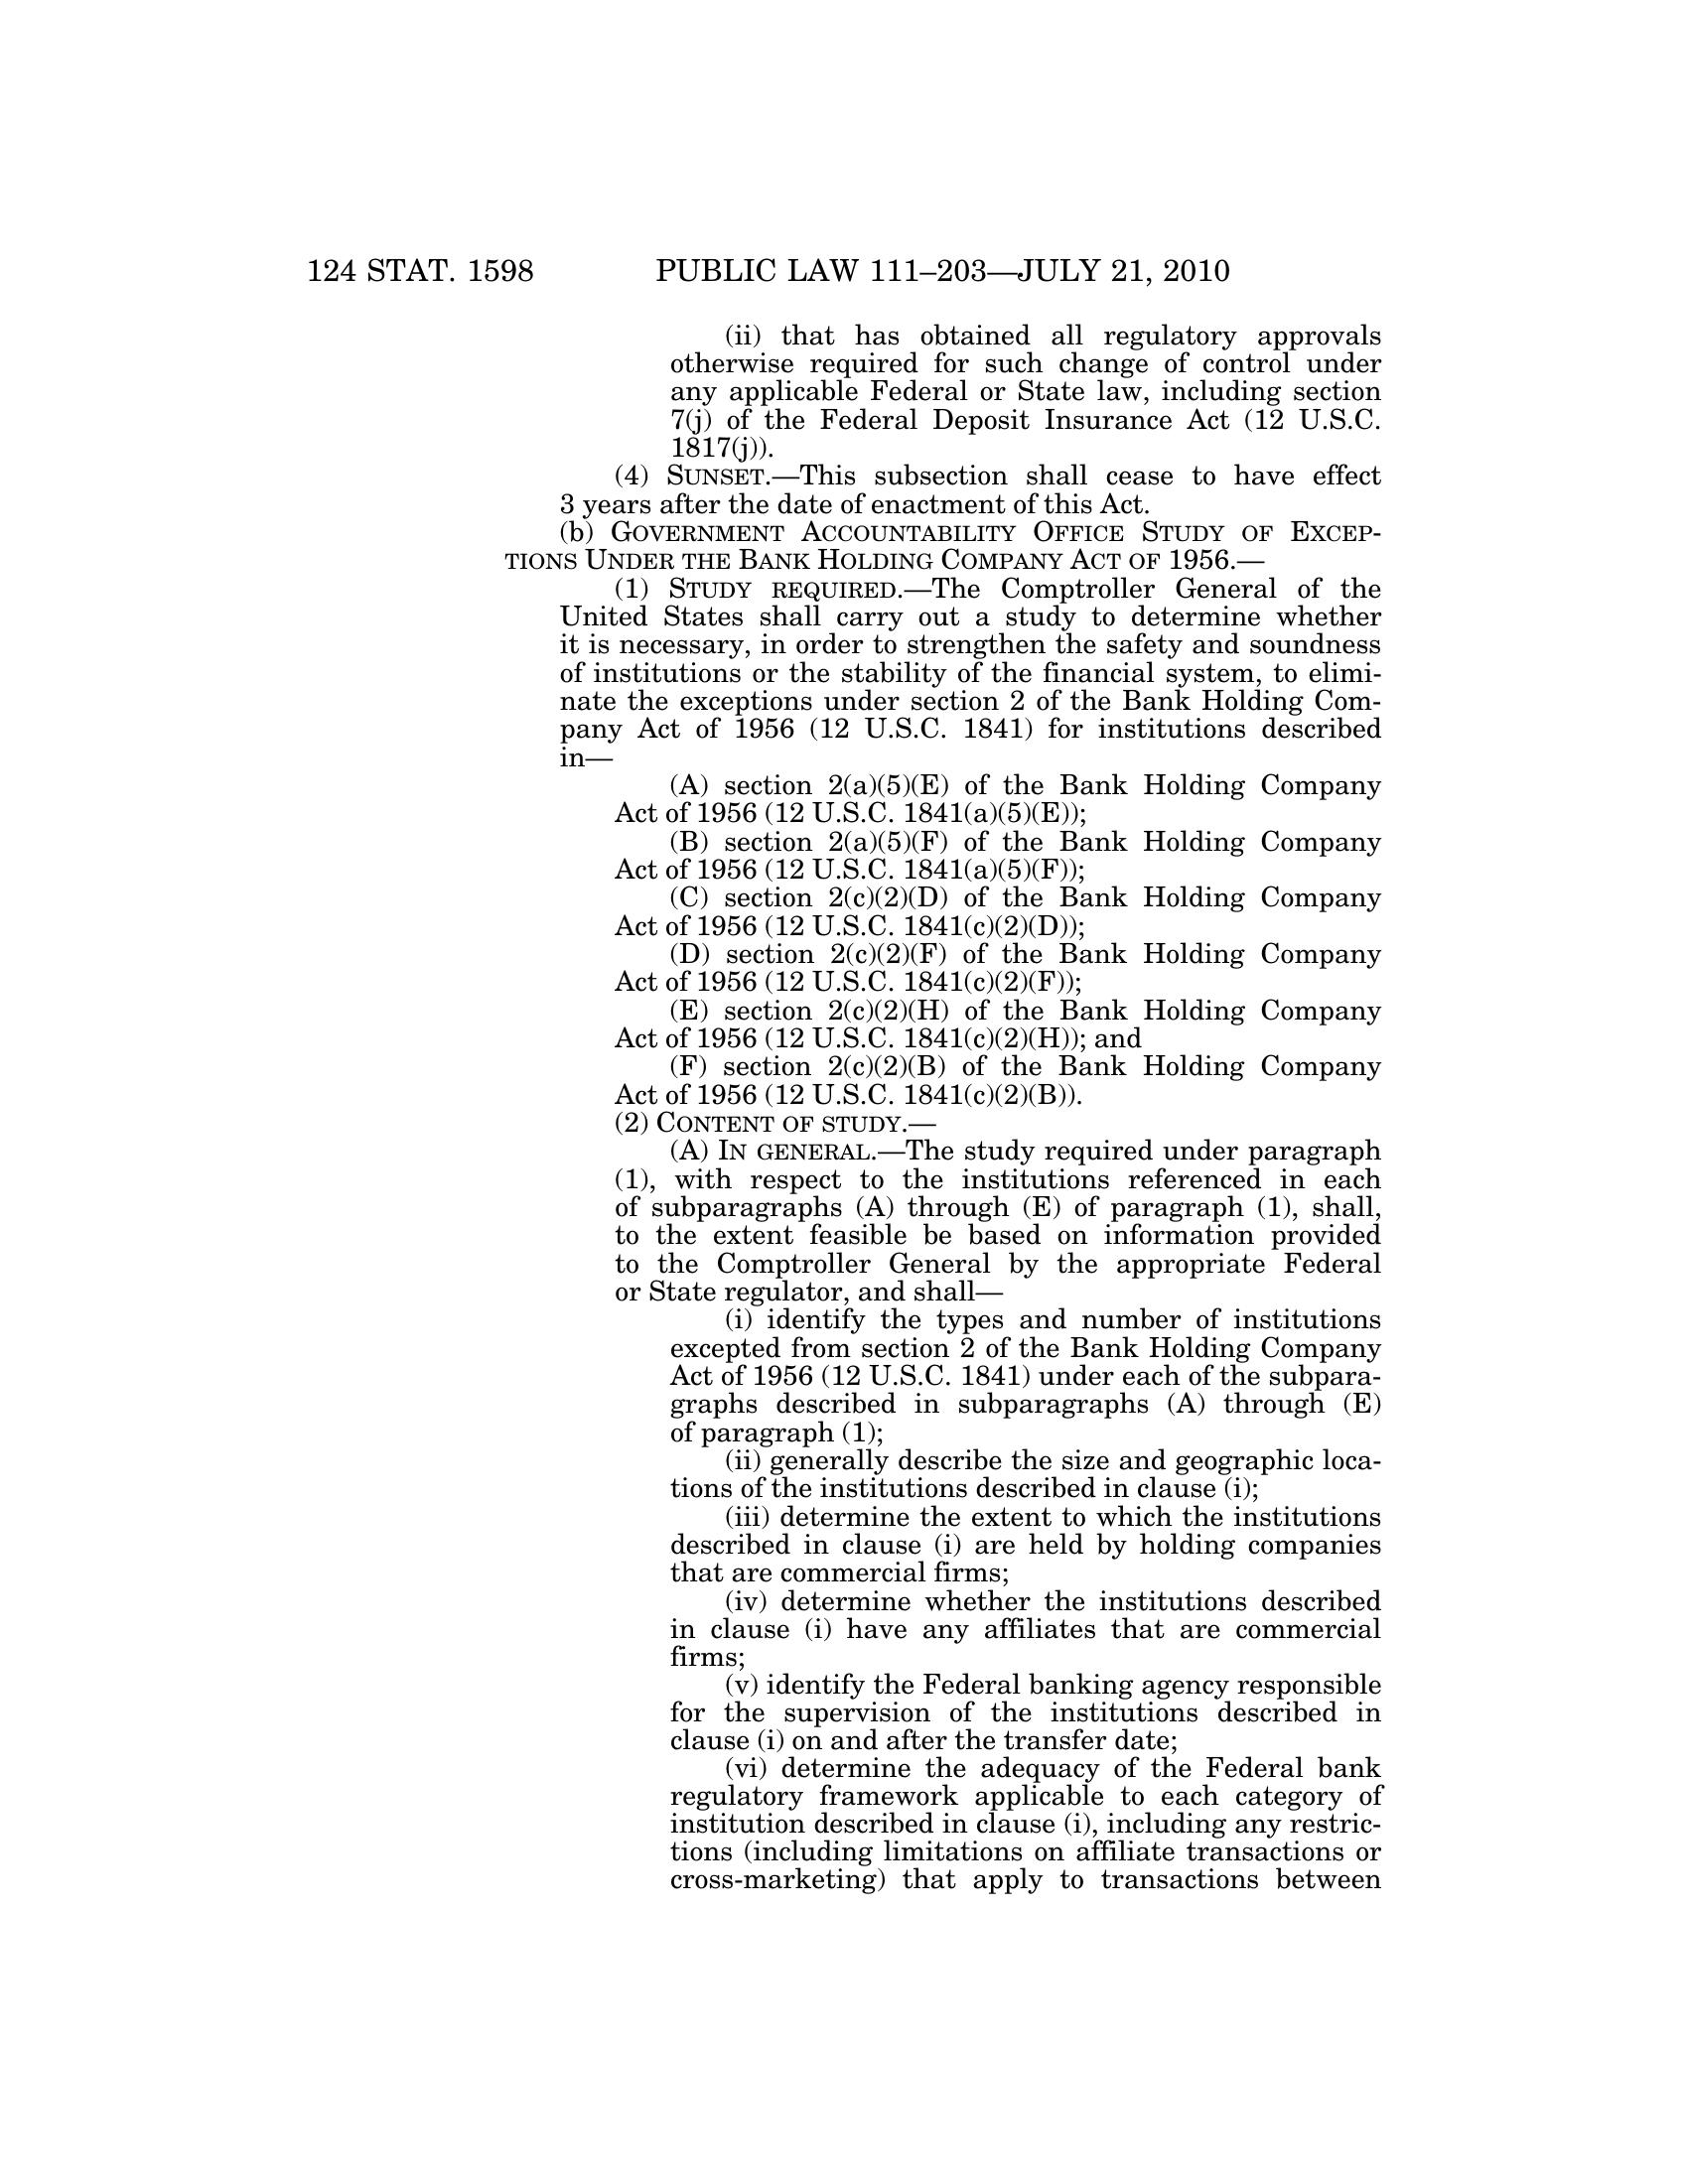 124 STAT. 1598 PUBLIC LAW 111–203—JULY 21, 2010
(ii) that has obtained all regulatory approvals
otherwise required for such change of control under
any applicable Federal or State law, including section
7(j) of the Federal Deposit Insurance Act (12 U.S.C.
1817(j)).
(4) SUNSET.—This subsection shall cease to have effect
3 years after the date of enactment of this Act.
(b) GOVERNMENT ACCOUNTABILITY OFFICE STUDY OF EXCEP-
TIONS UNDER THE BANK HOLDING COMPANY ACT OF 1956.—
(1) STUDY REQUIRED.—The Comptroller General of the
United States shall carry out a study to determine whether
it is necessary, in order to strengthen the safety and soundness
of institutions or the stability of the financial system, to elimi-
nate the exceptions under section 2 of the Bank Holding Com-
pany Act of 1956 (12 U.S.C. 1841) for institutions described
in—
(A) section 2(a)(5)(E) of the Bank Holding Company
Act of 1956 (12 U.S.C. 1841(a)(5)(E));
(B) section 2(a)(5)(F) of the Bank Holding Company
Act of 1956 (12 U.S.C. 1841(a)(5)(F));
(C) section 2(c)(2)(D) of the Bank Holding Company
Act of 1956 (12 U.S.C. 1841(c)(2)(D));
(D) section 2(c)(2)(F) of the Bank Holding Company
Act of 1956 (12 U.S.C. 1841(c)(2)(F));
(E) section 2(c)(2)(H) of the Bank Holding Company
Act of 1956 (12 U.S.C. 1841(c)(2)(H)); and
(F) section 2(c)(2)(B) of the Bank Holding Company
Act of 1956 (12 U.S.C. 1841(c)(2)(B)).
(2) CONTENT OF STUDY.—
(A) IN GENERAL.—The study required under paragraph
(1), with respect to the institutions referenced in each
of subparagraphs (A) through (E) of paragraph (1), shall,
to the extent feasible be based on information provided
to the Comptroller General by the appropriate Federal
or State regulator, and shall—
(i) identify the types and number of institutions
excepted from section 2 of the Bank Holding Company
Act of 1956 (12 U.S.C. 1841) under each of the subpara-
graphs described in subparagraphs (A) through (E)
of paragraph (1);
(ii) generally describe the size and geographic loca-
tions of the institutions described in clause (i);
(iii) determine the extent to which the institutions
described in clause (i) are held by holding companies
that are commercial firms;
(iv) determine whether the institutions described
in clause (i) have any affiliates that are commercial
firms;
(v) identify the Federal banking agency responsible
for the supervision of the institutions described in
clause (i) on and after the transfer date;
(vi) determine the adequacy of the Federal bank
regulatory framework applicable to each category of
institution described in clause (i), including any restric-
tions (including limitations on affiliate transactions or
cross-marketing) that apply to transactions between